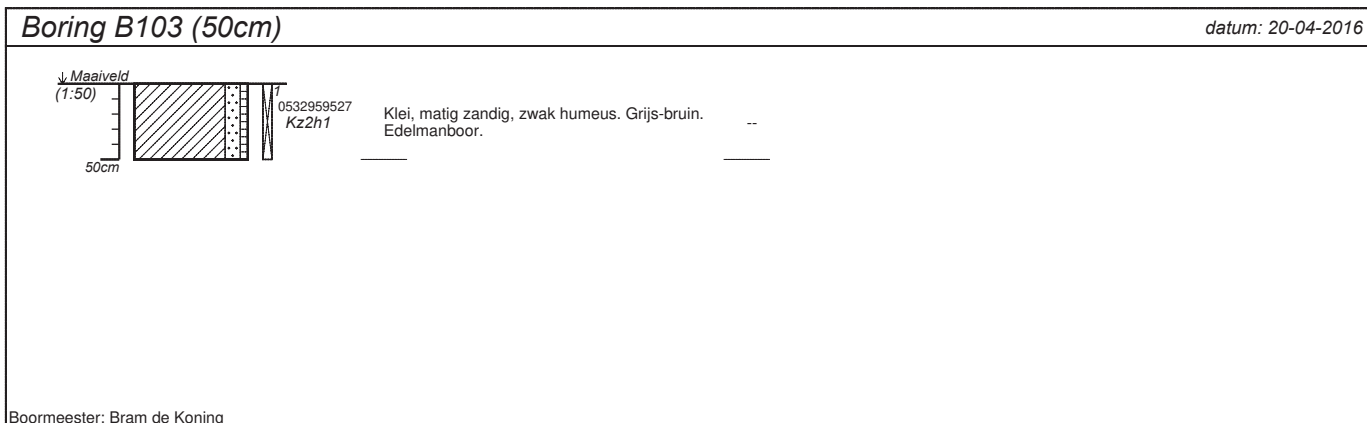 Boring B103 (50cm)
datum: 20-04-2016
Maaiveld
(1:50)
1
0532959527
Kz2h1
Klei, matig zandig, zwak humeus. Grijs-bruin.
Edelmanboor.
--
50cm
Boormeester: Bram de Koning